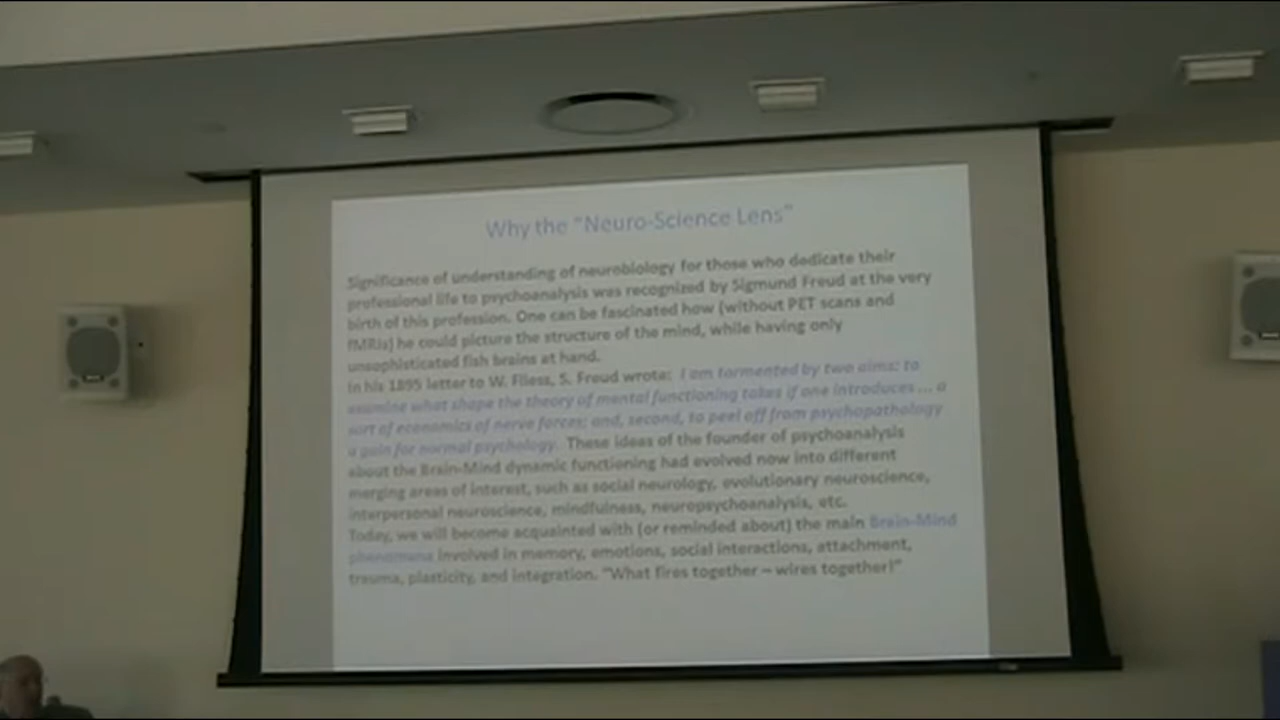 Why the "Neuro-Science Lens"
Significance of understanding of neurobiology for those who dedicate their
professional life to psychoanalysis was recognized by Sigmund Freud at the very
birth of this profession. One can be fascinated how (without PET scans and
fMRIs) he could picture the structure of the mind, while having only
unsophisticated fish brains at hand.
In his 1895 letter to W. Fliess, S. Freud wrote: I am tormented by two aims: to
examine what shape the theory of mental functioning takes if one introduces ... a
sort of economics of nerve forces; and, second, to peel off from psychopathology
a gain for normal psychology. These ideas of the founder of psychoanalysis
about the Brain-Mind dynamic functioning had evolved now into different
merging areas of interest, such as social neurology, evolutionary neuroscience,
interpersonal neuroscience, mindfulness, neuropsychoanalysis, etc.
Today, we will become acquainted with (or reminded about) the main Brain-Mind
phenomena involved in memory, emotions, social interactions, attachment,
trauma, plasticity, and integration. "What fires together – wires together!"